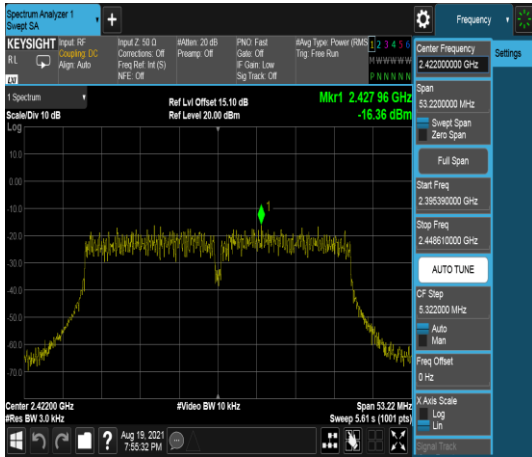 Spectrum Analyzer 1
Swept SA
Frequency
Settings
KEYSIGHT
RL
LXI
Input: RF
Coupling: DC
Align: Auto
Input Z: 50 Ω
Corrections: Off
Freq Ref: Int (S)
NFE: Off
#Atten: 20 dB
Preamp: Off
PNO: Fast
Gate: Off
IF Gain: Low
Sig Track: Off
#Avg Type: Power (RMS)
Trig: Free Run
1 2 3 4 5 6
M W W W W W
P N N N N N
1 Spectrum
Scale/Div 10 dB
Ref Lvl Offset 15.10 dB
Ref Level 20.00 dBm
Mkr1 2.427 96 GHz
-16.36 dBm
Log
10.0
0.00
-10.0
-20.0
-30.0
-40.0
-50.0
-60.0
-70.0
1
Center 2.42200 GHz
#Res BW 3.0 kHz
#Video BW 10 kHz
Span 53.22 MHz
Sweep 5.61 s (1001 pts)
Aug 19, 2021
7:55:32 PM
Center Frequency
2.422000000 GHz
Span
53.2200000 MHz
Swept Span
Zero Span
Full Span
Start Freq
2.395390000 GHz
Stop Freq
2.448610000 GHz
AUTO TUNE
CF Step
5.322000 MHz
Auto
Man
Freq Offset
0 Hz
X Axis Scale
Log
Lin
Signal Track